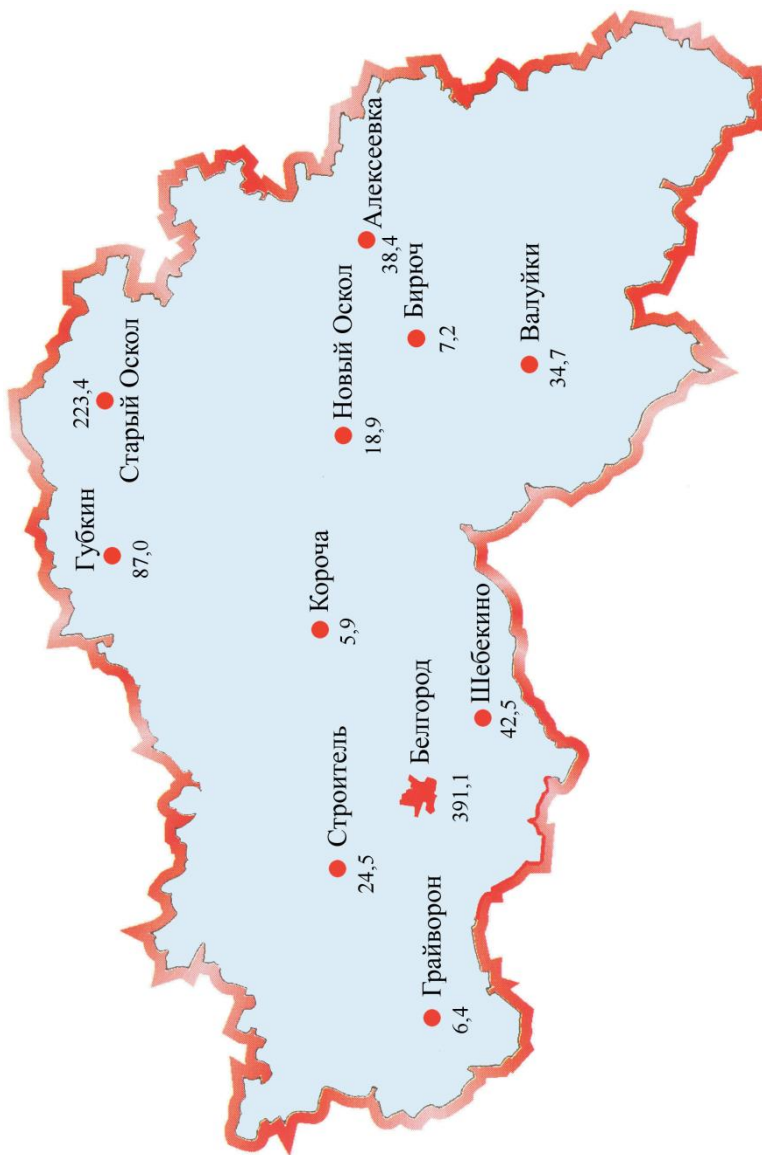 Губкин
87,0
223,4
Старый Оскол
Короча
5,9
Новый Оскол
18,9
Алексеевка
38,4
Бирюч
7,2
Строитель
24,5
Белгород
391,1
Грайворон
6,4
Шебекино
42,5
Валуйки
34,7